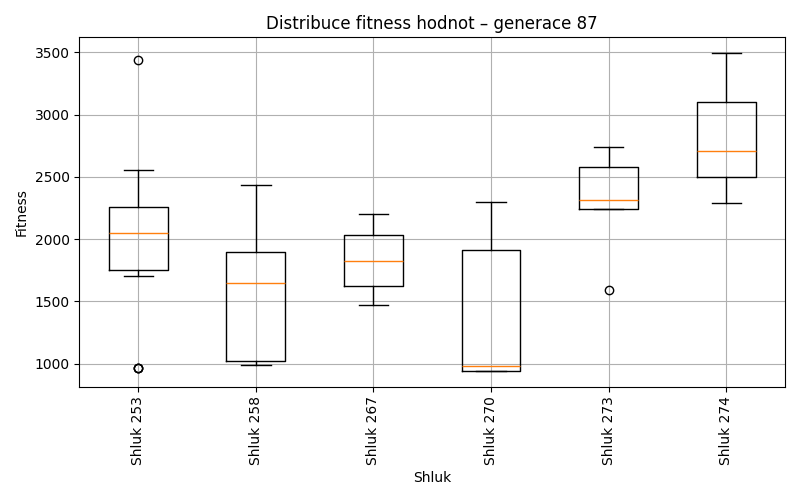 Distribuce fitness hodnot – generace 87
Fitness
3500
3000
2500
2000
1500
1000
Shluk 253
Shluk 258
Shluk 267
Shluk 270
Shluk 273
Shluk 274
Shluk